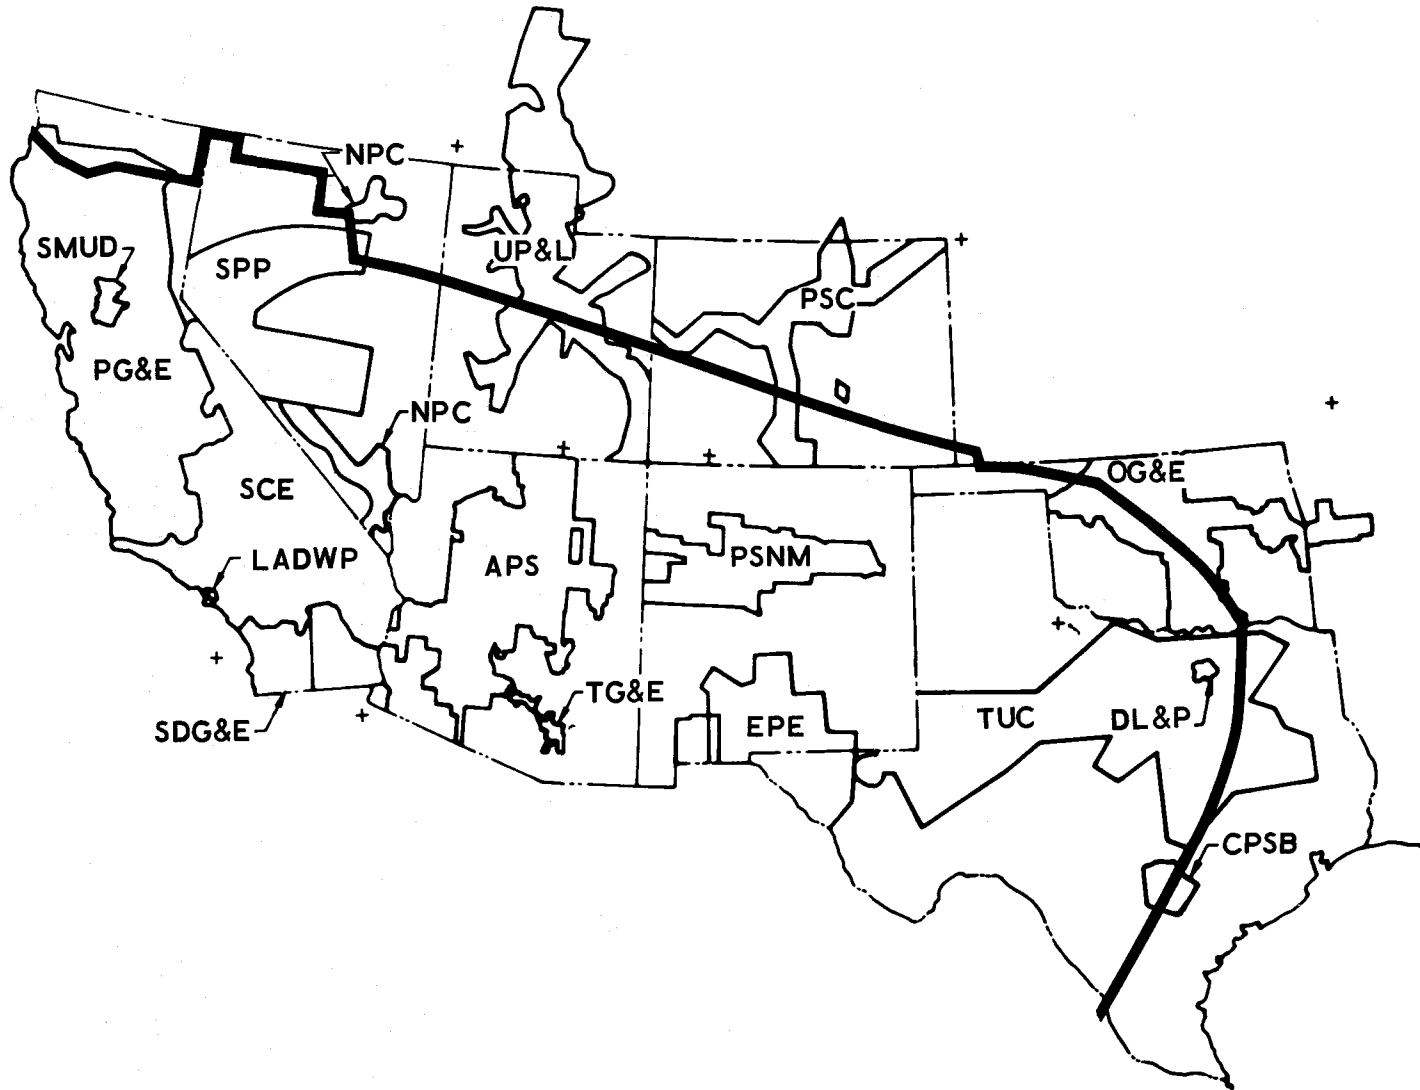 NPC
SMUD
SPP
UP&L
PSC
PG&E
NPC
OG&E
SCE
LADWP
APS
PSNM
TG&E
SDG&E
EPE
TUC
DL&P
CPSB